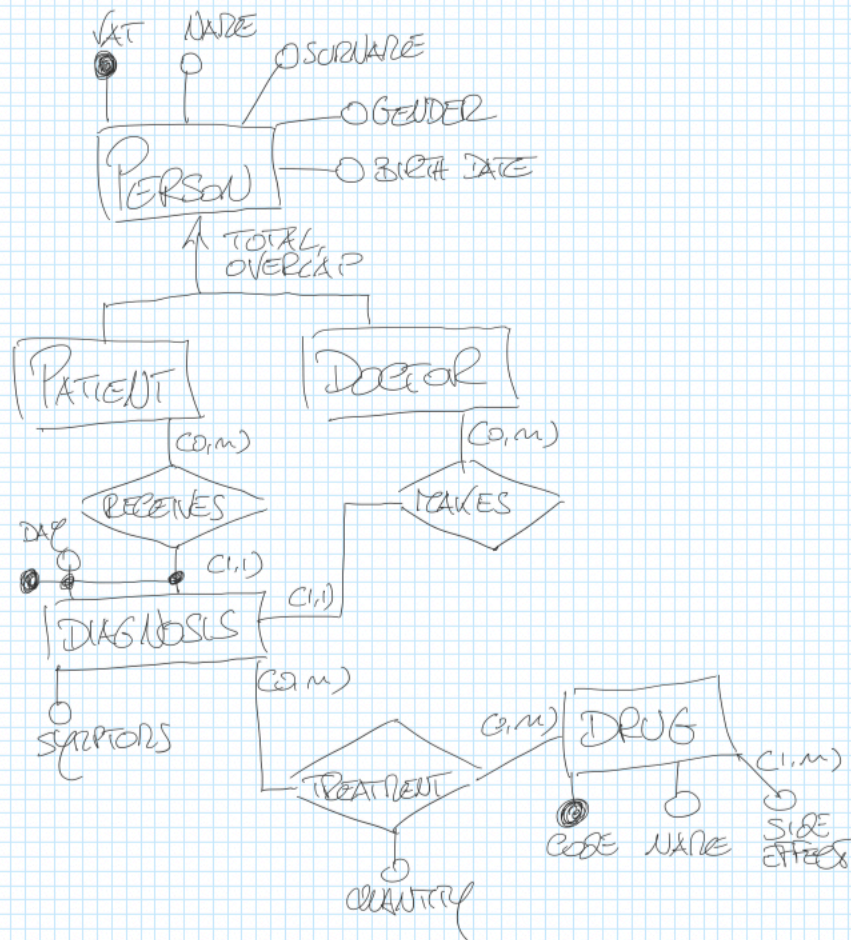 VAT
NAME
SURNAME
GENDER
BIRTH DATE
PERSON
TOTAL,
OVERLAP
PATIENT
DOCTOR
(0,n)
(0,n)
RECEIVES
MAKES
DAY
(1,1)
(1,1)
DIAGNOSIS
(0,n)
(0,n)
DRUG
SYMPTOMS
(1,n)
TREATMENT
CODE
NAME
SIDE
EFFECT
QUANTITY